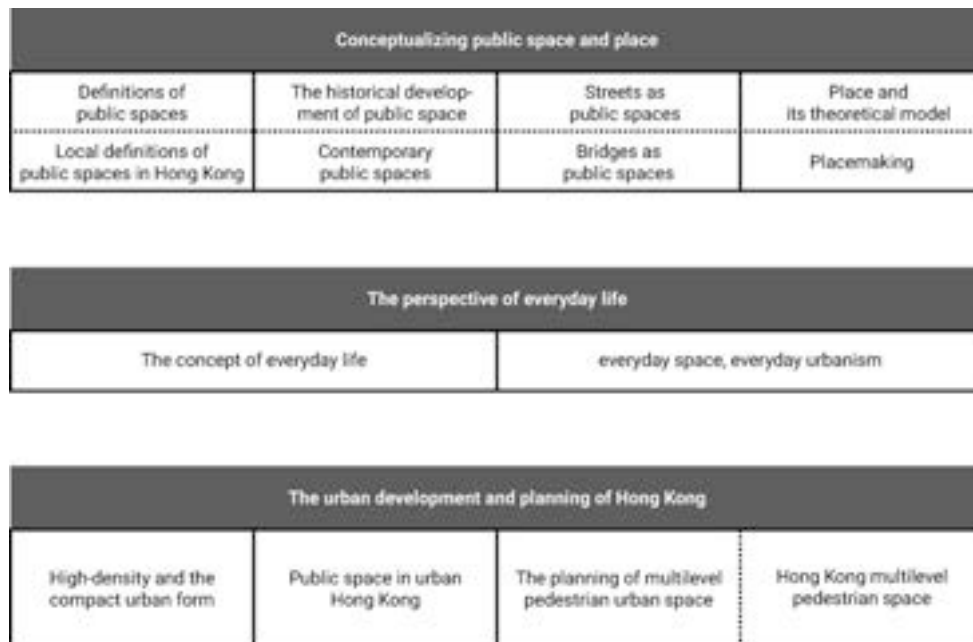 Conceptualizing public space and place
Definitions of
public spaces
The historical develop-
ment of public space
Streets as
public spaces
Place and
its theoretical model
Local definitions of
public spaces in Hong Kong
Contemporary
public spaces
Bridges as
public spaces
Placemaking
The perspective of everyday life
The concept of everyday life
everyday space, everyday urbanism
The urban development and planning of Hong Kong
High-density and the
compact urban form
Public space in urban
Hong Kong
The planning of multilevel
pedestrian urban space
Hong Kong multilevel
pedestrian space